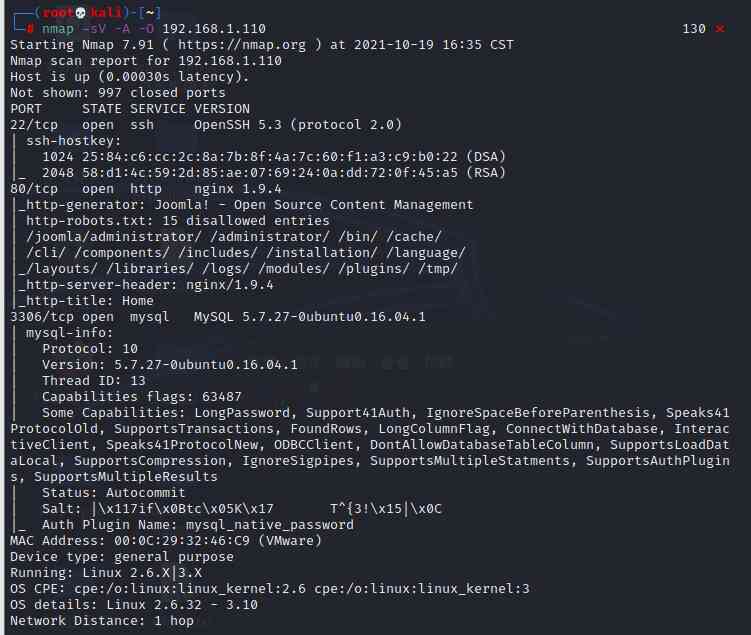 ┌──(root💀kali)-[~]
└─# nmap -sV -A -O 192.168.1.110 130 ⨯
Starting Nmap 7.91 ( https://nmap.org ) at 2021-10-19 16:35 CST
Nmap scan report for 192.168.1.110
Host is up (0.00030s latency).
Not shown: 997 closed ports
PORT     STATE SERVICE VERSION
22/tcp   open  ssh     OpenSSH 5.3 (protocol 2.0)
| ssh-hostkey:
|   1024 25:84:c6:cc:2c:8a:7b:8f:4a:7c:60:f1:a3:c9:b0:22 (DSA)
|_  2048 58:d1:4c:59:2d:85:ae:07:69:24:0a:dd:72:0f:45:a5 (RSA)
80/tcp   open  http    nginx 1.9.4
|_http-generator: Joomla! - Open Source Content Management
| http-robots.txt: 15 disallowed entries
| /joomla/administrator/ /administrator/ /bin/ /cache/
| /cli/ /components/ /includes/ /installation/ /language/
|_/layouts/ /libraries/ /logs/ /modules/ /plugins/ /tmp/
|_http-server-header: nginx/1.9.4
|_http-title: Home
3306/tcp open  mysql   MySQL 5.7.27-0ubuntu0.16.04.1
| mysql-info:
|   Protocol: 10
|   Version: 5.7.27-0ubuntu0.16.04.1
|   Thread ID: 13
|   Capabilities flags: 63487
|   Some Capabilities: LongPassword, Support41Auth, IgnoreSpaceBeforeParenthesis, Speaks41
ProtocolOld, SupportsTransactions, FoundRows, LongColumnFlag, ConnectWithDatabase, Interac
tiveClient, Speaks41ProtocolNew, ODBCClient, DontAllowDatabaseTableColumn, SupportsLoadDat
aLocal, SupportsCompression, IgnoreSigpipes, SupportsMultipleStatments, SupportsAuthPlugin
s, SupportsMultipleResults
|   Status: Autocommit
|   Salt: |\x117if\x0Btc\x05K\x17       T^{3!\x15|\x0C
|_  Auth Plugin Name: mysql_native_password
MAC Address: 00:0C:29:32:46:C9 (VMware)
Device type: general purpose
Running: Linux 2.6.X|3.X
OS CPE: cpe:/o:linux:linux_kernel:2.6 cpe:/o:linux:linux_kernel:3
OS details: Linux 2.6.32 - 3.10
Network Distance: 1 hop